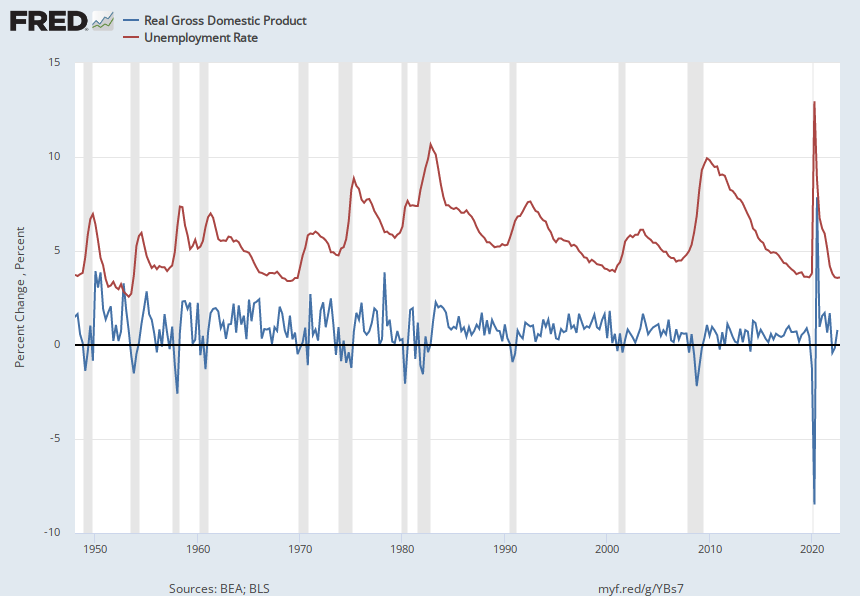 FRED
Real Gross Domestic Product
Unemployment Rate
15
10
5
0
-5
-10
Percent Change , Percent
1950 1960 1970 1980 1990 2000 2010 2020
Sources: BEA; BLS myf.red/g/YBs7